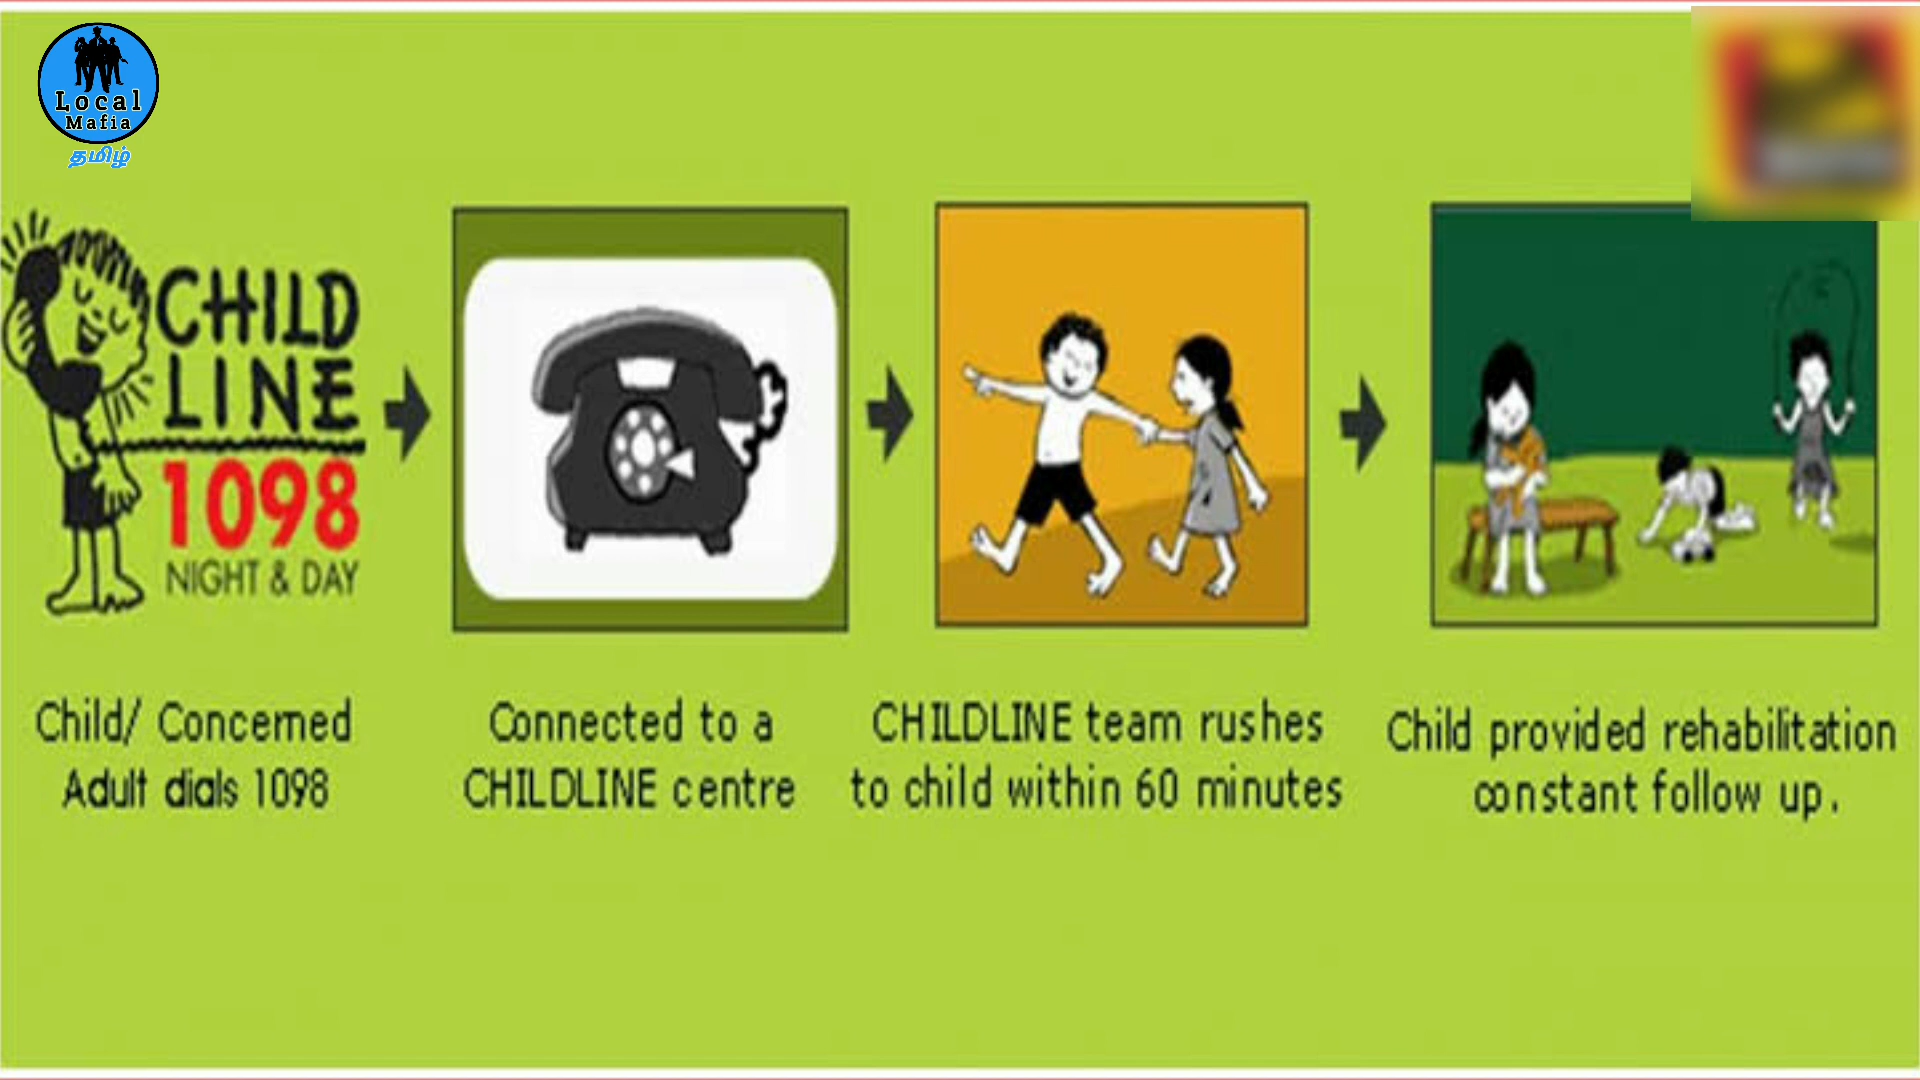 Local
Mafia
தமிழ்
CHILD
LINE
1098
NIGHT & DAY
Child/ Concerned
Adult dials 1098
Connected to a
CHILDLINE centre
CHILDLINE team rushes
to child within 60 minutes
Child provided rehabilitation
constant follow up.